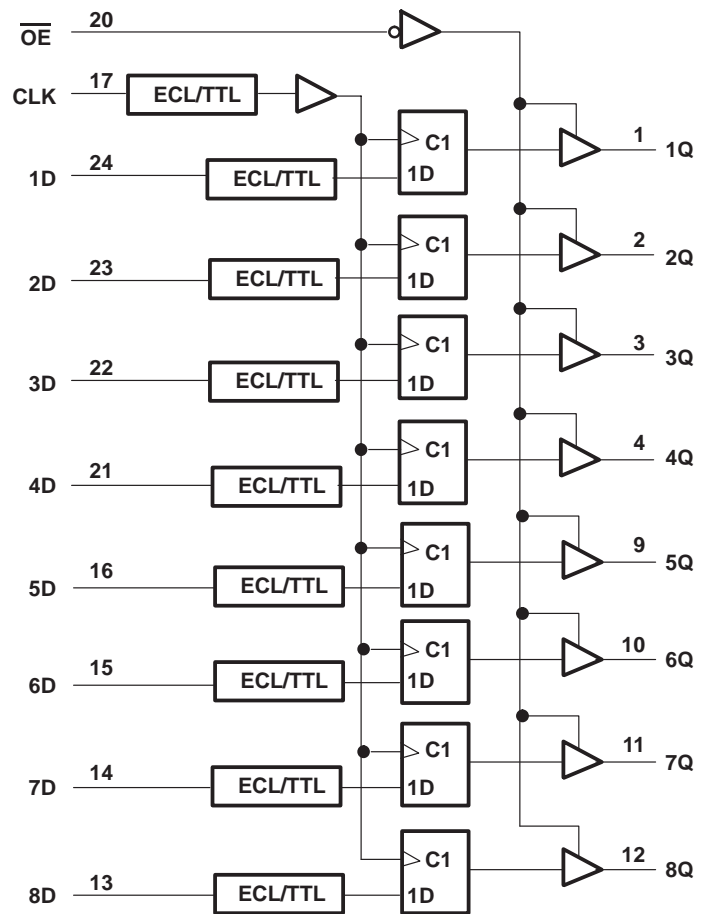 OE 20
CLK 17 ECL/TTL
C1 1 1Q
1D 24 ECL/TTL 1D
C1 2 2Q
2D 23 ECL/TTL 1D
C1 3 3Q
3D 22 ECL/TTL 1D
C1 4 4Q
4D 21 ECL/TTL 1D
C1 9 5Q
5D 16 ECL/TTL 1D
C1 10 6Q
6D 15 ECL/TTL 1D
C1 11 7Q
7D 14 ECL/TTL 1D
C1 12 8Q
8D 13 ECL/TTL 1D